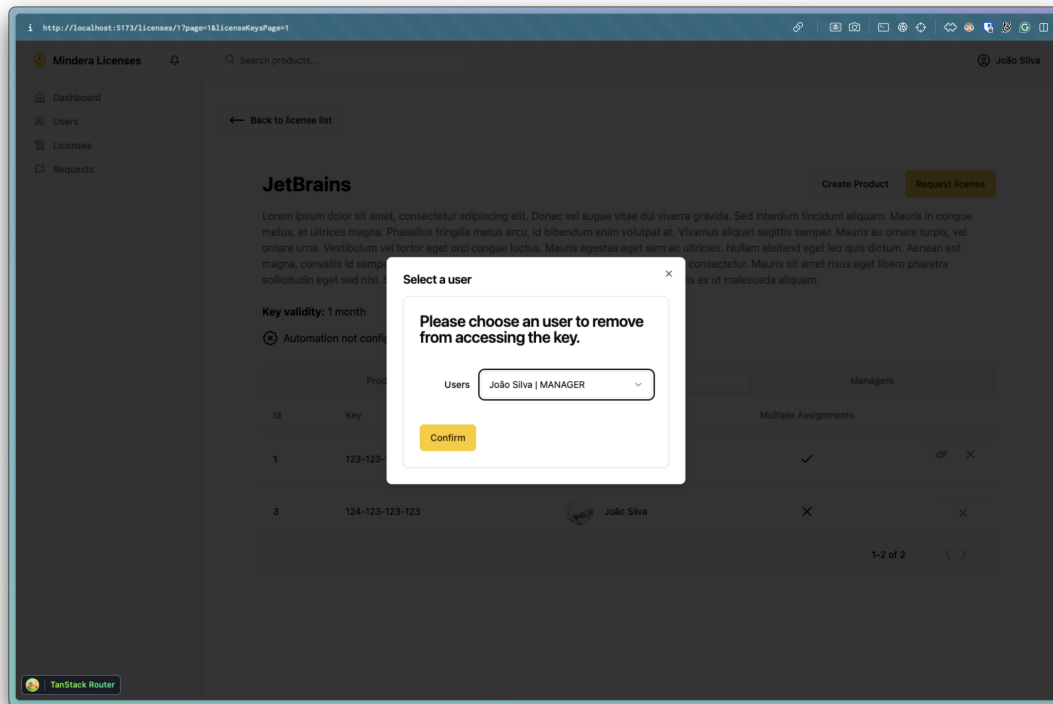 i http://localhost:5173/licenses/1?page=1&licenseKeysPage=1
Mindera Licenses
Search products...
João Silva
Dashboard
Users
Licenses
Requests
Back to license list
JetBrains
Create Product
Request license
Lorem ipsum dolor sit amet, consectetur adipiscing elit. Donec vel augue vitae dui viverra gravida. Sed interdum tincidunt aliquam. Mauris in congue
metus, et ultrices magna. Phasellus fringilla metus arcu, id bibendum enim volutpat at. Vivamus aliquet sagittis semper. Mauris eu ornare turpis, vel
ornare urna. Vestibulum vel tortor eget orci congue luctus. Mauris egestas eget sem ac ultricies. Nullam eleifend eget leo quis dictum. Aenean est
magna, convallis id consectetur. Mauris sit amet risus eget libero pharetra
sollicitudin eget sed nisl. ex ut malesuada aliquam.
Select a user
Please choose an user to remove
from accessing the key.
Users
João Silva | MANAGER
Confirm
Key validity: 1 month
Automation not
Managers
Id
Key
Multiple Assignments
1
123-123-
3
124-123-123-123
João Silva
1-2 of 2
TanStack Router